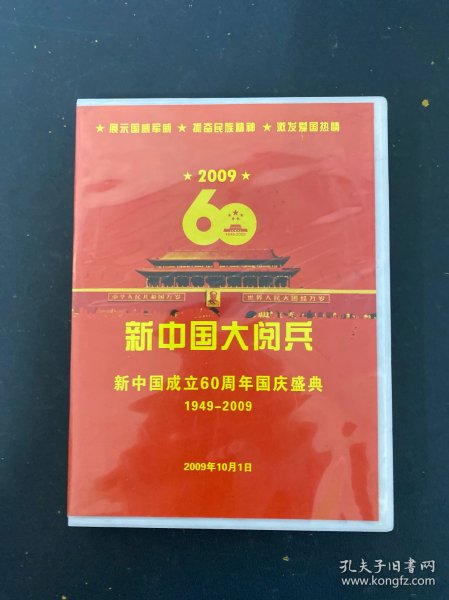 ★ 展示国威军威 ★ 振奋民族精神 ★ 激发爱国热情
★ 2009 ★
60
1949-2009
中华人民共和国万岁 世界人民大团结万岁
新中国大阅兵
新中国成立60周年国庆盛典
1949-2009
2009年10月1日
孔夫子旧书网
www.kongfz.com